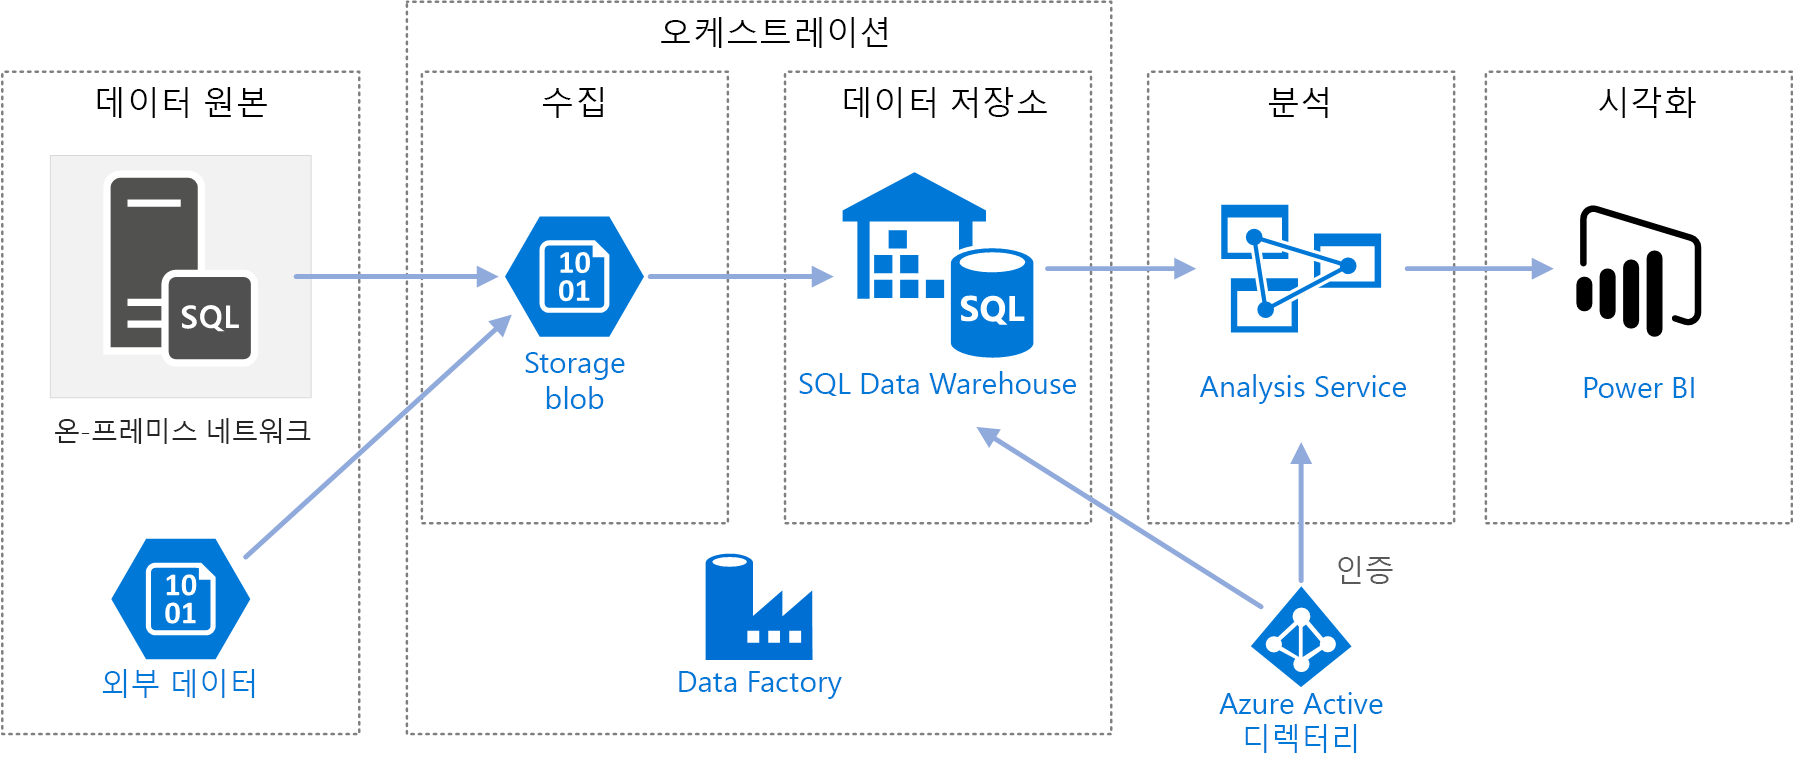 오케스트레이션
데이터 원본
수집
데이터 저장소
분석
시각화
SQL
온-프레미스 네트워크
10
01
Storage
blob
SQL
SQL Data Warehouse
Analysis Service
Power BI
10
01
외부 데이터
Data Factory
인증
Azure Active
디렉터리